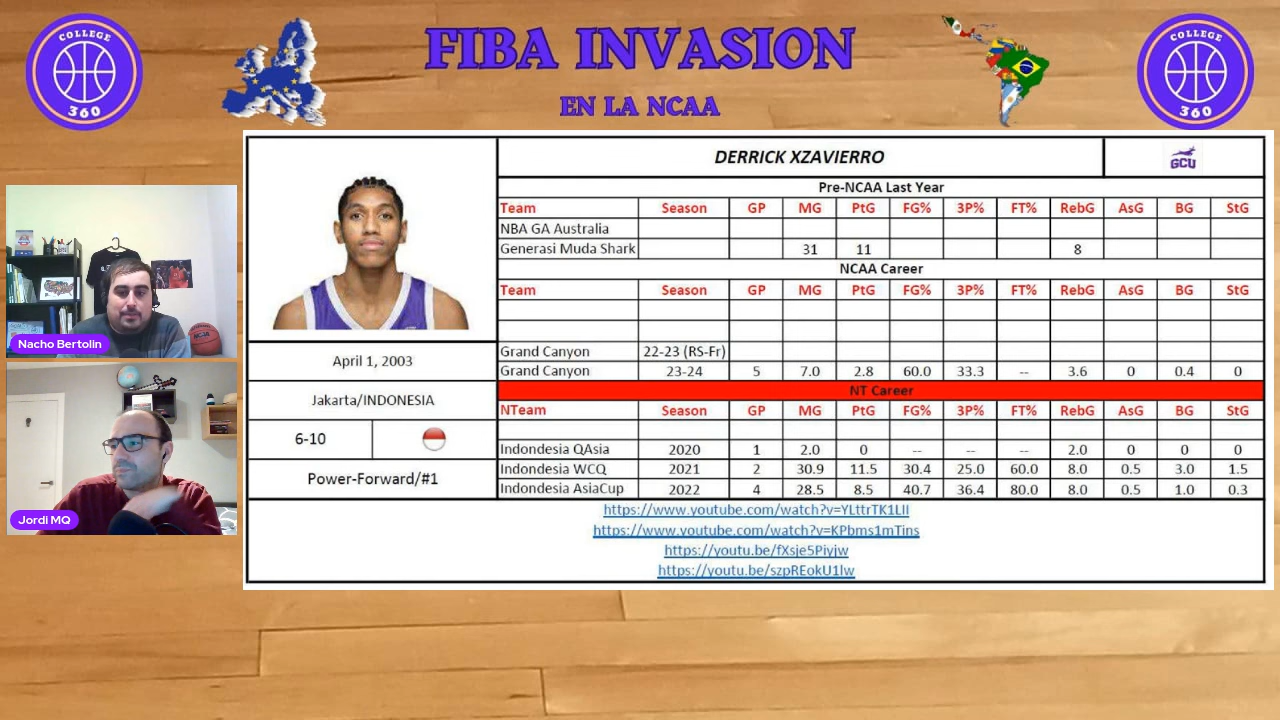 COLLEGE
360
FIBA INVASION
EN LA NCAA
COLLEGE
360
DERRICK XZAVIERRO
GCU
Pre-NCAA Last Year
Team Season GP MG PtG FG% 3P% FT% RebG AsG BG StG
NBA GA Australia
Generasi Muda Shark 31 11 8
NCAA Career
Team Season GP MG PtG FG% 3P% FT% RebG AsG BG StG
Grand Canyon 22-23 (RS-Fr)
Grand Canyon 23-24 5 7.0 2.8 60.0 33.3 -- 3.6 0 0.4 0
NT Career
NTeam Season GP MG PtG FG% 3P% FT% RebG AsG BG StG
Indondesia QAsia 2020 1 2.0 0 -- -- -- 2.0 0 0 0
Indondesia WCQ 2021 2 30.9 11.5 30.4 25.0 60.0 8.0 0.5 3.0 1.5
Indondesia AsiaCup 2022 4 28.5 8.5 40.7 36.4 80.0 8.0 0.5 1.0 0.3
April 1, 2003
Jakarta/INDONESIA
6-10
Power-Forward/#1
https://www.youtube.com/watch?v=YLttrTK1LII
https://www.youtube.com/watch?v=KPbms1mTins
https://youtu.be/fXsje5Piyjw
https://youtu.be/szpREokU1lw
Nacho Bertolin
Jordi MQ